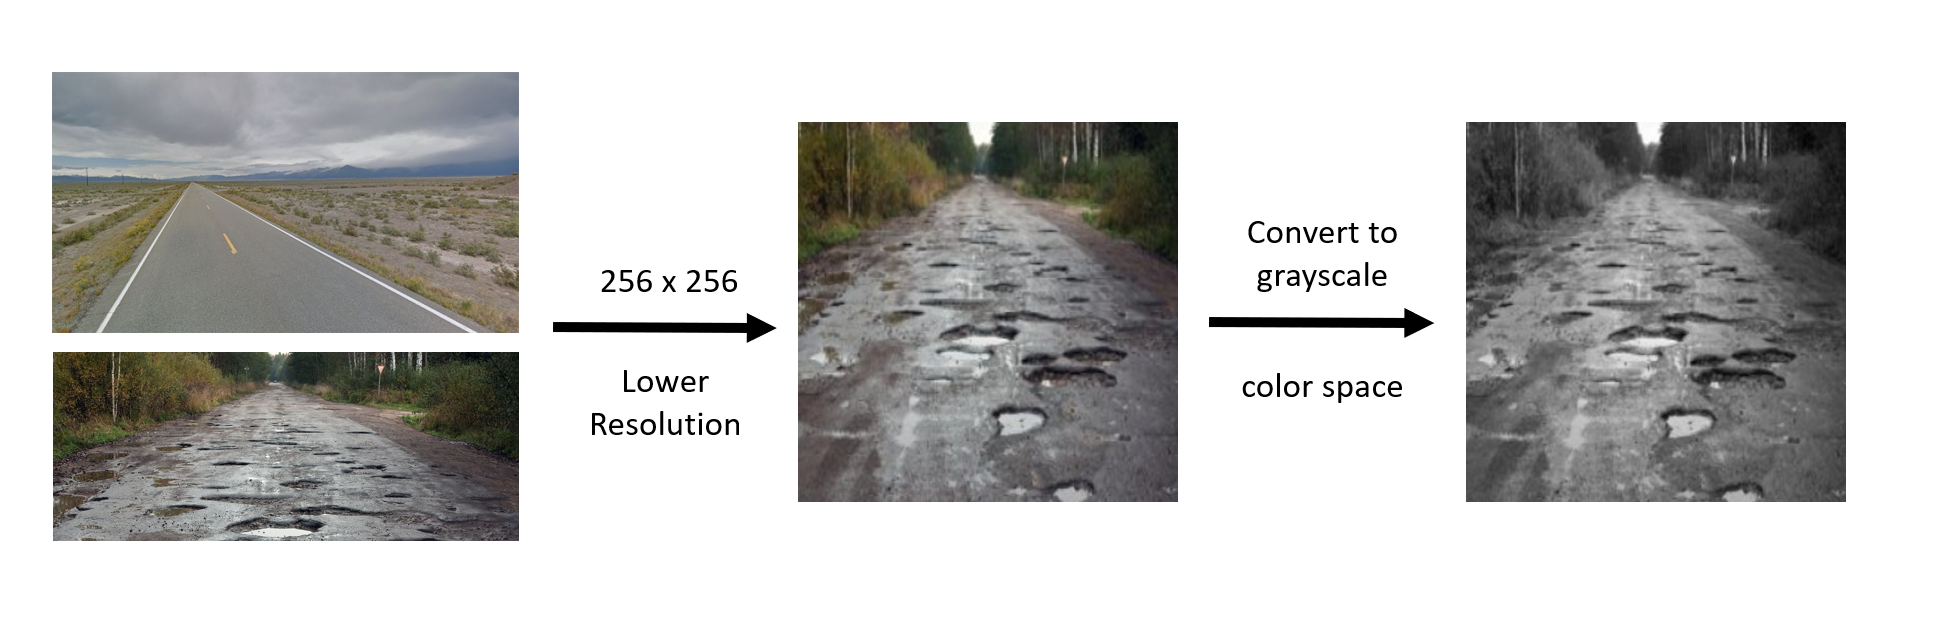 256 x 256
Lower
Resolution
Convert to
grayscale
color space